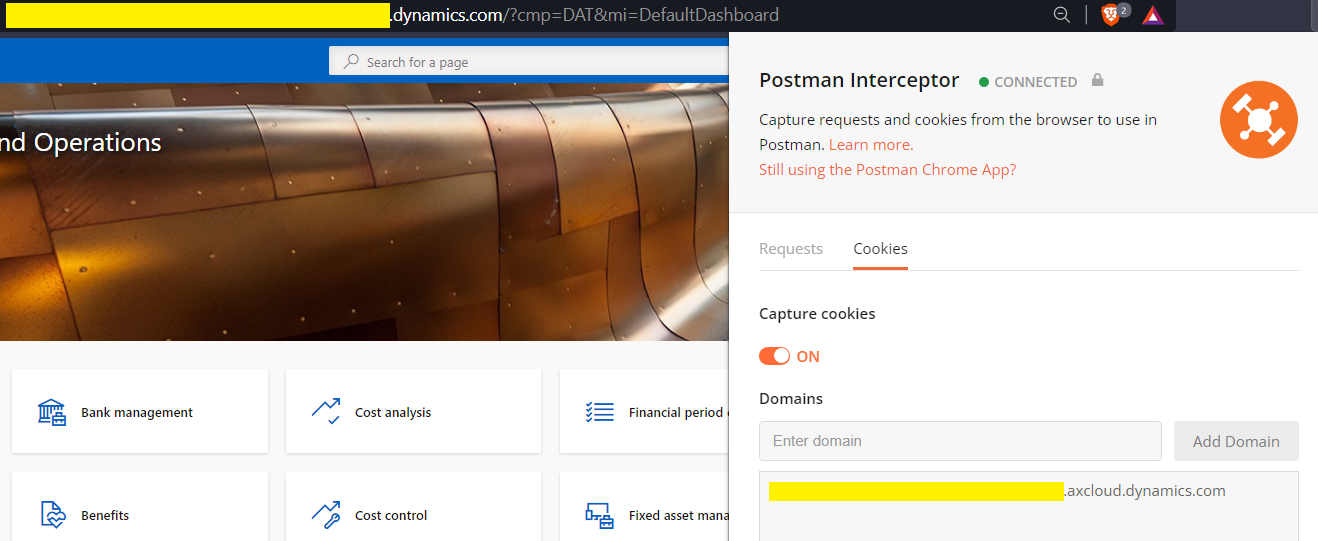 .dynamics.com/?cmp=DAT&mi=DefaultDashboard
2
Search for a page
nd Operations
Bank management
Cost analysis
Financial period
Benefits
Cost control
Fixed asset mana
Postman Interceptor
CONNECTED
Capture requests and cookies from the browser to use in
Postman. Learn more.
Still using the Postman Chrome App?
Requests
Cookies
Capture cookies
ON
Domains
Enter domain
Add Domain
.axcloud.dynamics.com